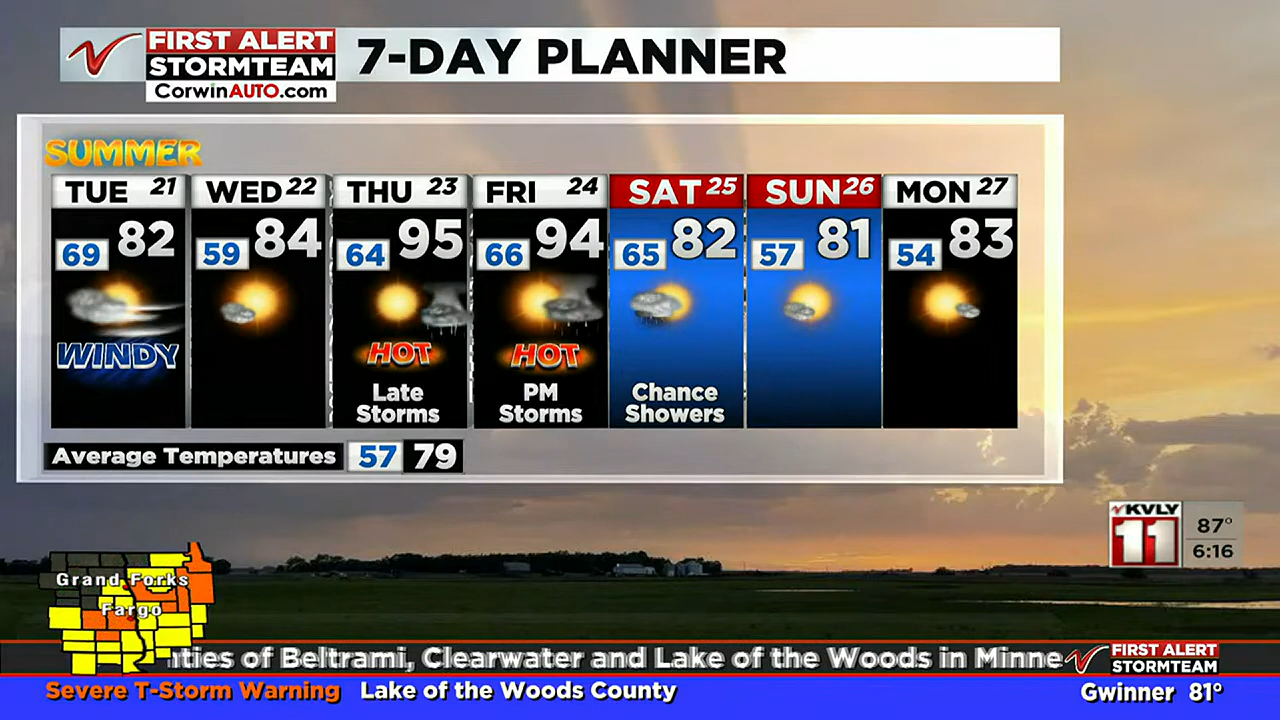 FIRST ALERT
STORMTEAM
CorwinAUTO.com
7-DAY PLANNER
SUMMER
TUE 21
WED 22
THU 23
FRI 24
SAT 25
SUN 26
MON 27
69 82
59 84
64 95
66 94
65 82
57 81
54 83
WINDY
HOT
Late
Storms
HOT
PM
Storms
Chance
Showers
Average Temperatures 57 79
KVLY
11
87°
6:16
Grand Forks
Fargo
ties of Beltrami, Clearwater and Lake of the Woods in Minne
FIRST ALERT
STORMTEAM
Severe T-Storm Warning Lake of the Woods County
Gwinner 81°